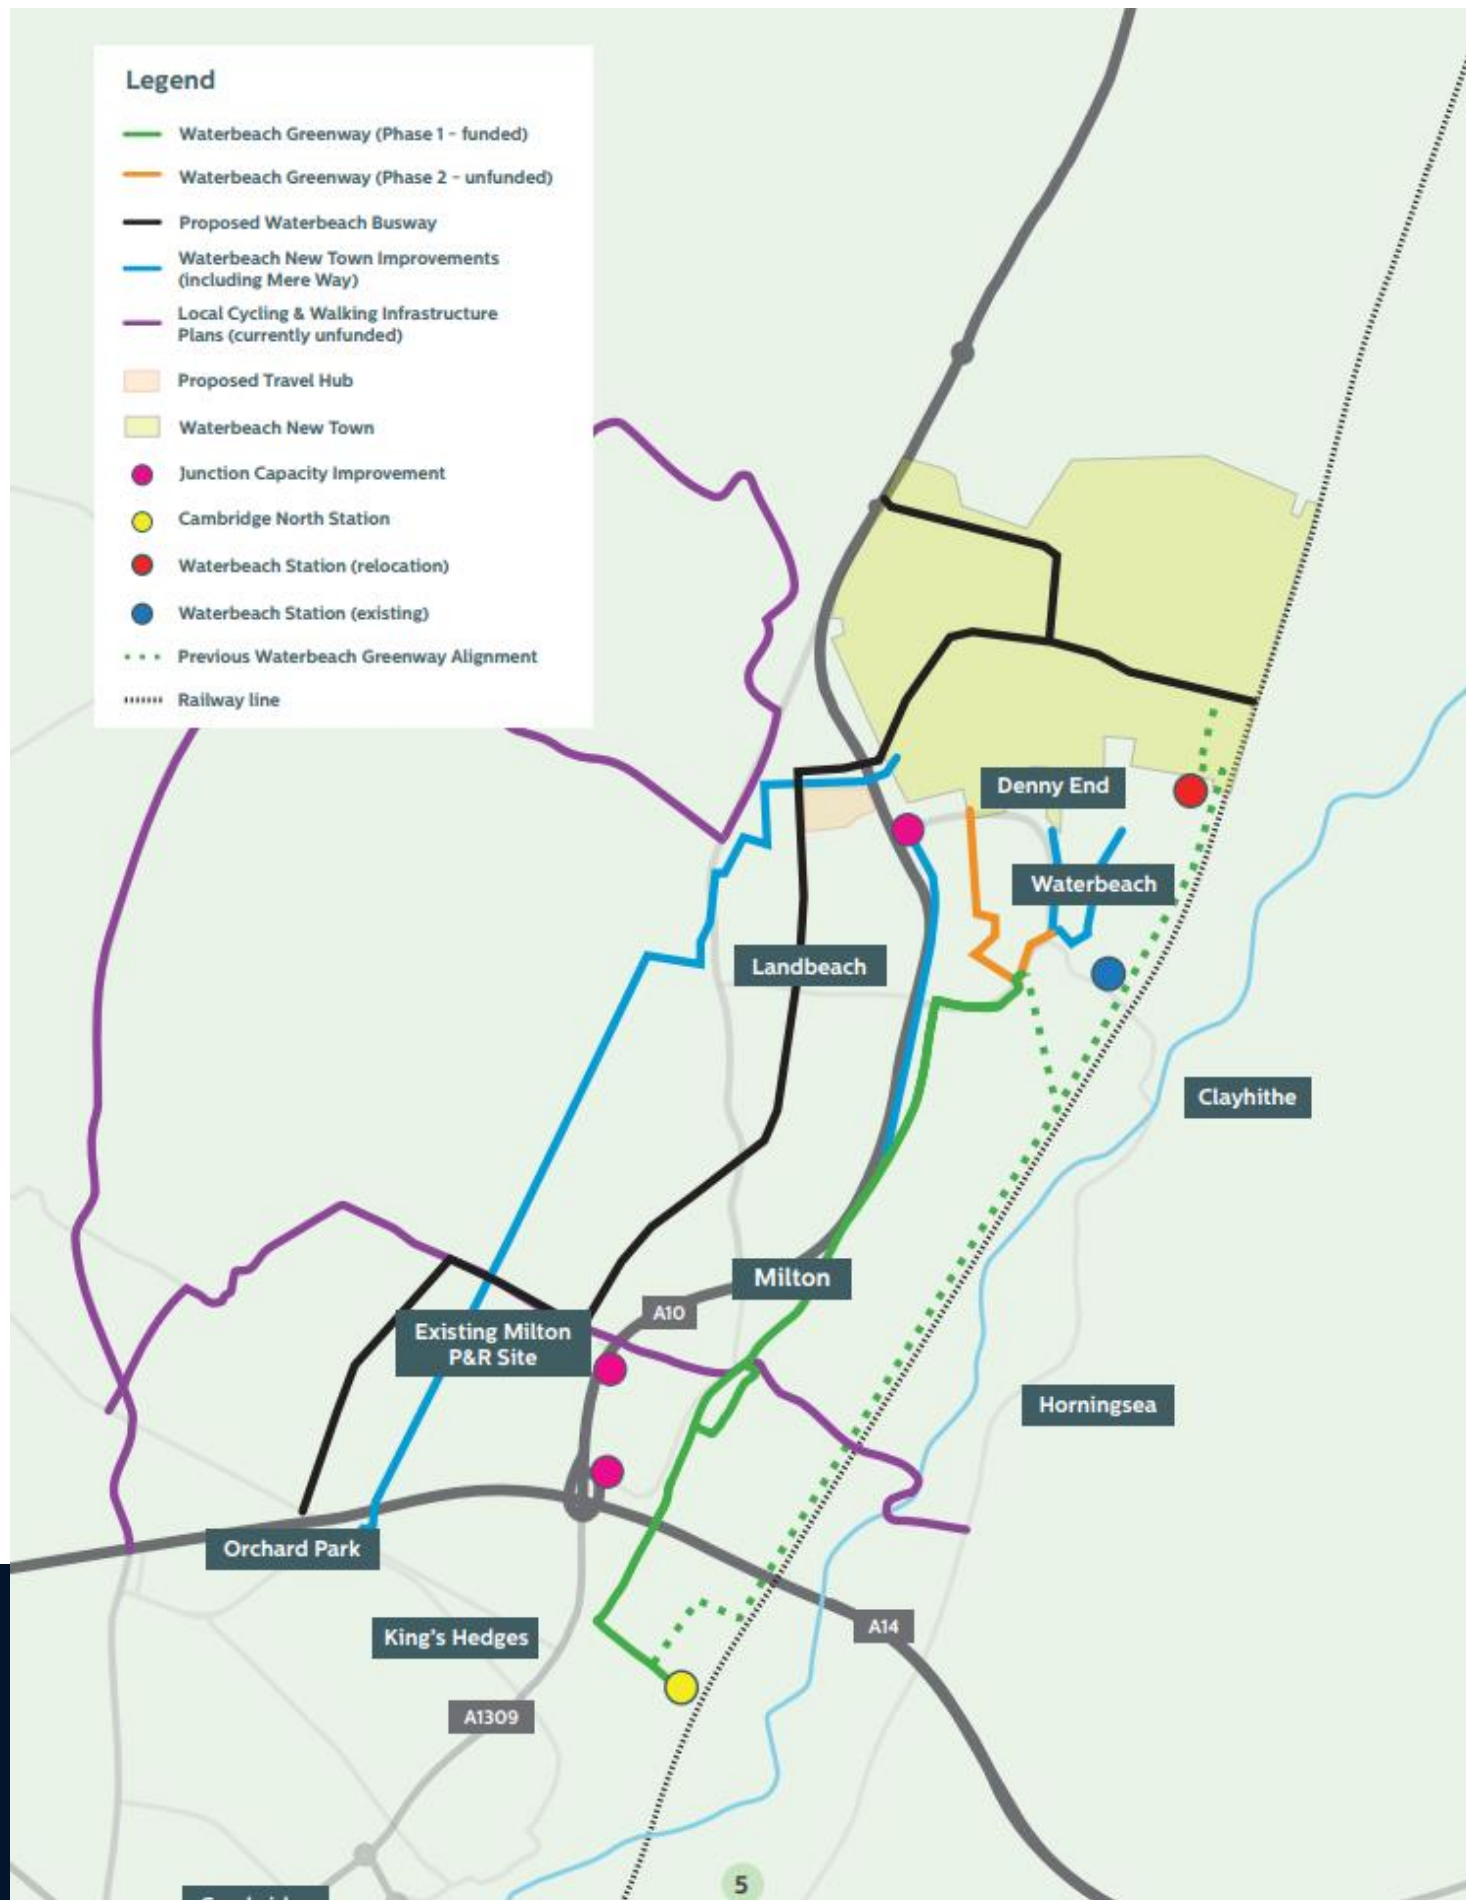 Legend
Waterbeach Greenway (Phase 1 - funded)
Waterbeach Greenway (Phase 2 - unfunded)
Proposed Waterbeach Busway
Waterbeach New Town Improvements
(including Mere Way)
Local Cycling & Walking Infrastructure
Plans (currently unfunded)
Proposed Travel Hub
Waterbeach New Town
Junction Capacity Improvement
Cambridge North Station
Waterbeach Station (relocation)
Waterbeach Station (existing)
Previous Waterbeach Greenway Alignment
Railway line
Denny End
Waterbeach
Landbeach
Clayhithe
Milton
A10
Existing Milton
P&R Site
Horningsea
Orchard Park
A14
King's Hedges
A1309
5